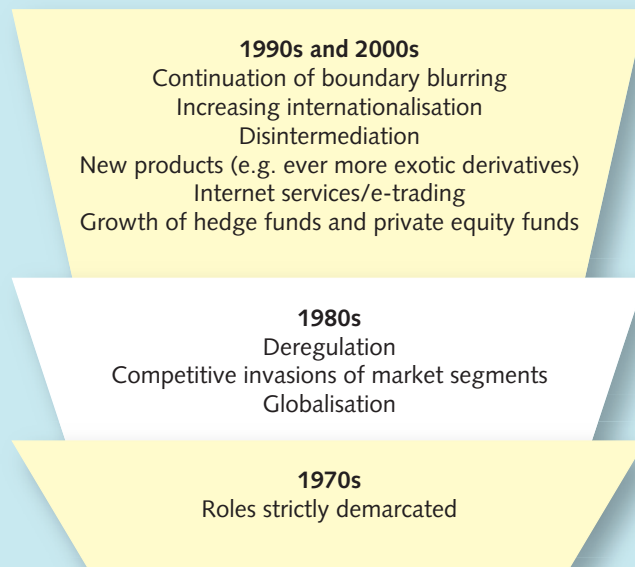 1990s and 2000s
Continuation of boundary blurring
Increasing internationalisation
Disintermediation
New products (e.g. ever more exotic derivatives)
Internet services/e-trading
Growth of hedge funds and private equity funds
1980s
Deregulation
Competitive invasions of market segments
Globalisation
1970s
Roles strictly demarcated